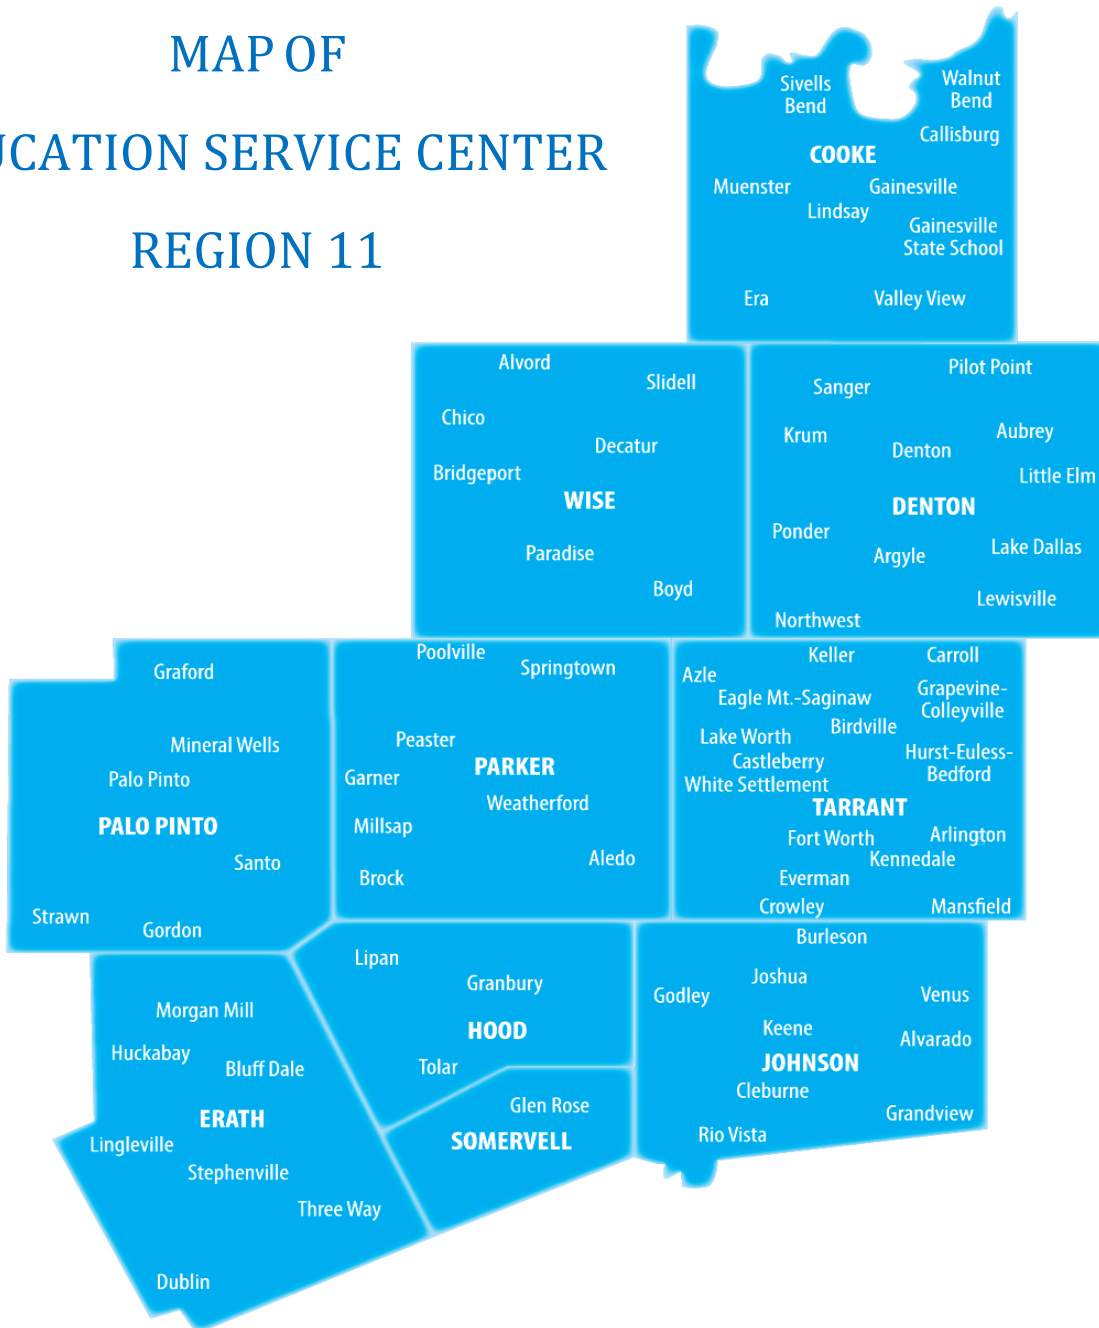 MAP OF
UCATION SERVICE CENTER
REGION 11
Sivells
Bend
Walnut
Bend
Callisburg
COOKE
Muenster
Gainesville
Lindsay
Gainesville
State School
Era
Valley View
Alvord
Slidell
Chico
Decatur
Bridgeport
WISE
Paradise
Boyd
Pilot Point
Sanger
Krum
Aubrey
Denton
Little Elm
DENTON
Ponder
Argyle
Lake Dallas
Lewisville
Northwest
Graford
Mineral Wells
Palo Pinto
PALO PINTO
Santo
Strawn
Gordon
Poolville
Springtown
Peaster
PARKER
Garner
Weatherford
Millsap
Aledo
Brock
Keller
Carroll
Azle
Eagle Mt.-Saginaw
Grapevine-
Colleyville
Birdville
Lake Worth
Hurst-Euless-
Bedford
Castleberry
White Settlement
TARRANT
Fort Worth
Arlington
Kennedale
Everman
Crowley
Mansfield
Morgan Mill
Huckabay
Bluff Dale
ERATH
Lingleville
Stephenville
Three Way
Dublin
Lipan
Granbury
HOOD
Tolar
Glen Rose
SOMERVELL
Burleson
Joshua
Godley
Venus
Keene
Alvarado
JOHNSON
Cleburne
Grandview
Rio Vista